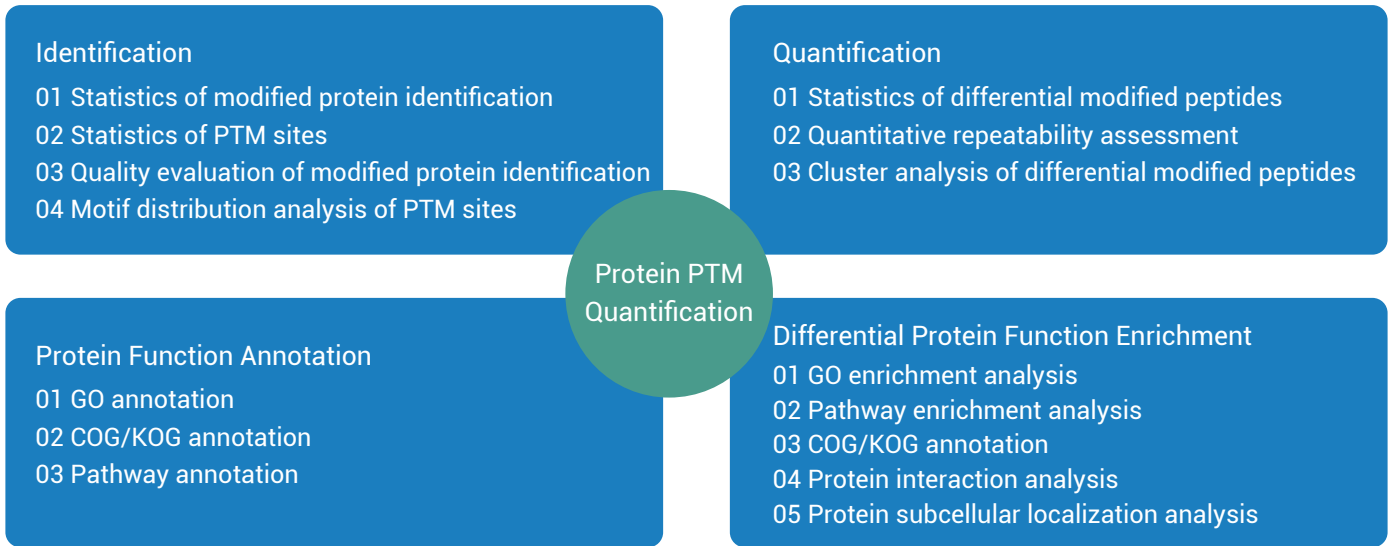 Identification
01 Statistics of modified protein identification
02 Statistics of PTM sites
03 Quality evaluation of modified protein identification
04 Motif distribution analysis of PTM sites
Quantification
01 Statistics of differential modified peptides
02 Quantitative repeatability assessment
03 Cluster analysis of differential modified peptides
Protein PTM
Quantification
Protein Function Annotation
01 GO annotation
02 COG/KOG annotation
03 Pathway annotation
Differential Protein Function Enrichment
01 GO enrichment analysis
02 Pathway enrichment analysis
03 COG/KOG annotation
04 Protein interaction analysis
05 Protein subcellular localization analysis